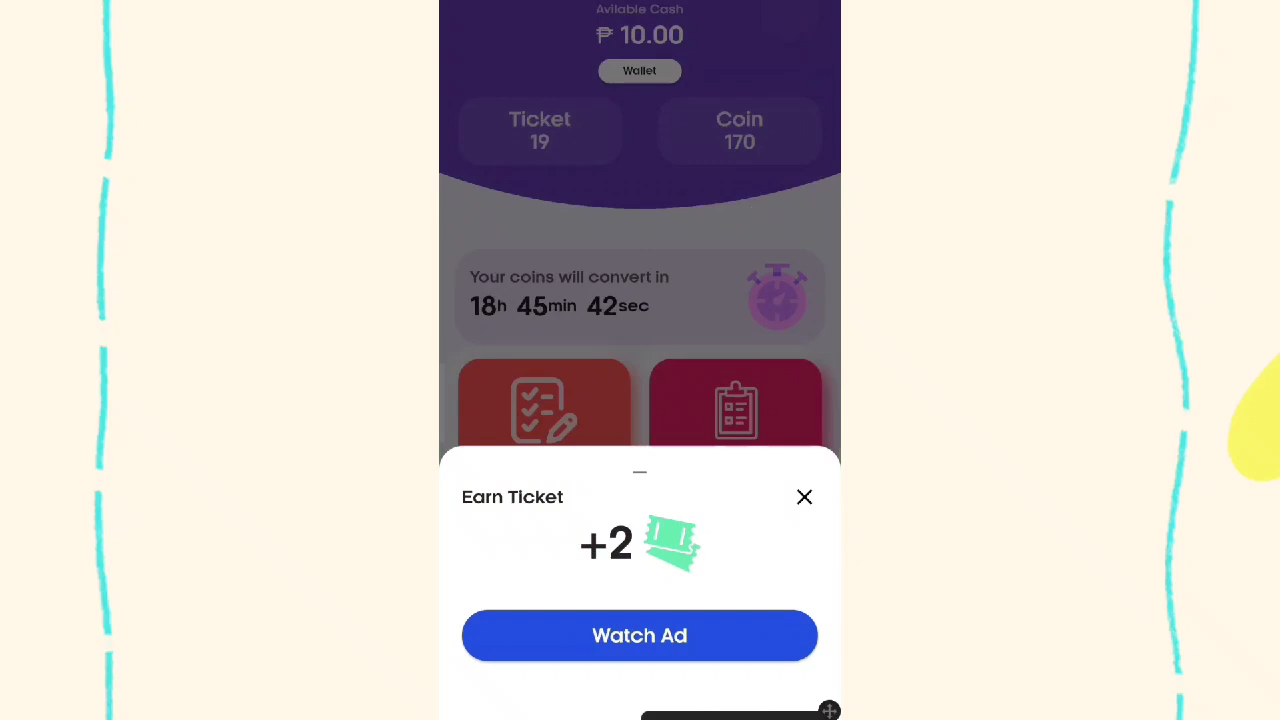 Avilable Cash
₱ 10.00
Wallet
Ticket
19
Coin
170
Your coins will convert in
18h 45min 42sec
Earn Ticket
+2
Watch Ad